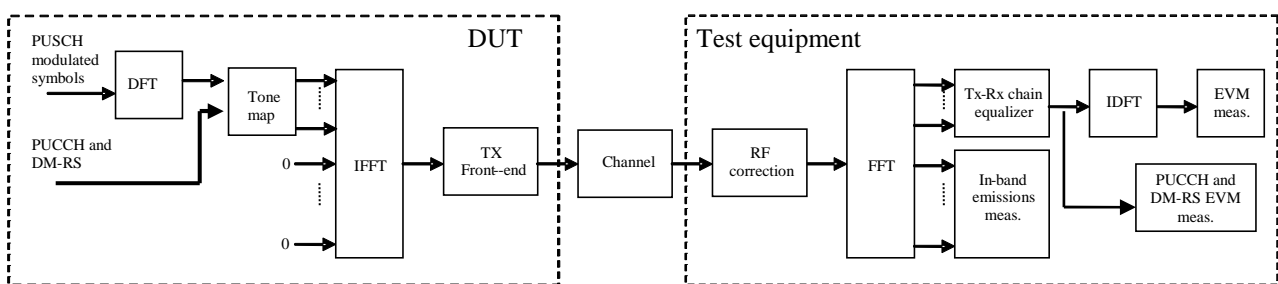 DUT
Test equipment
PUSCH
modulated
symbols
DFT
Tone
map
PUCCH and
DM-RS
0
0
IFFT
TX
Front--end
Channel
RF
correction
FFT
Tx-Rx chain
equalizer
IDFT
EVM
meas.
In-band
emissions
meas.
PUCCH and
DM-RS EVM
meas.